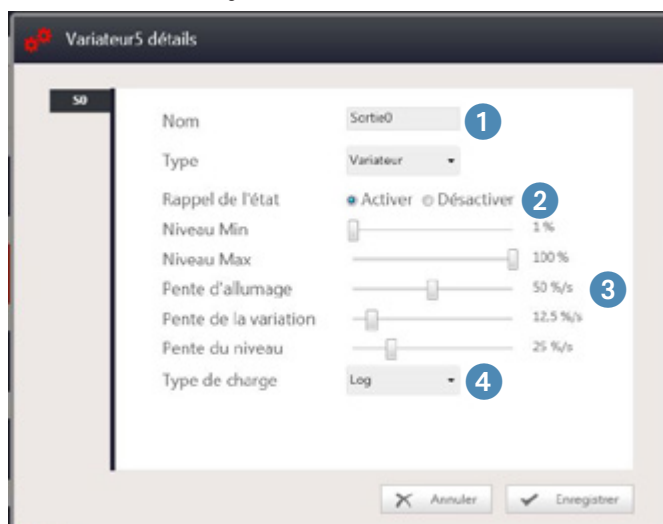 Variateur5 détails
S0
Nom Sortie0 1
Type Variateur
Rappel de l'état Activer Désactiver 2
Niveau Min 1 %
Niveau Max 100 %
Pente d'allumage 50 %/s 3
Pente de la variation 12.5 %/s
Pente du niveau 25 %/s
Type de charge Log 4
Annuler Enregistrer